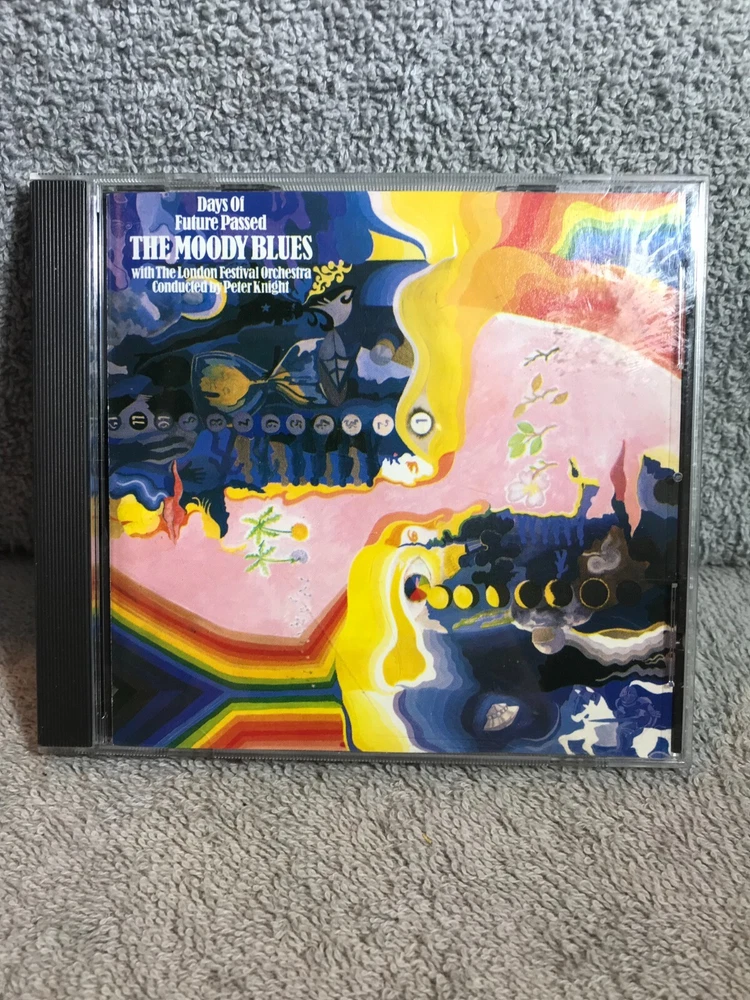 Days Of
Future Passed
THE MOODY BLUES
with The London Festival Orchestra
Conducted by Peter Knight